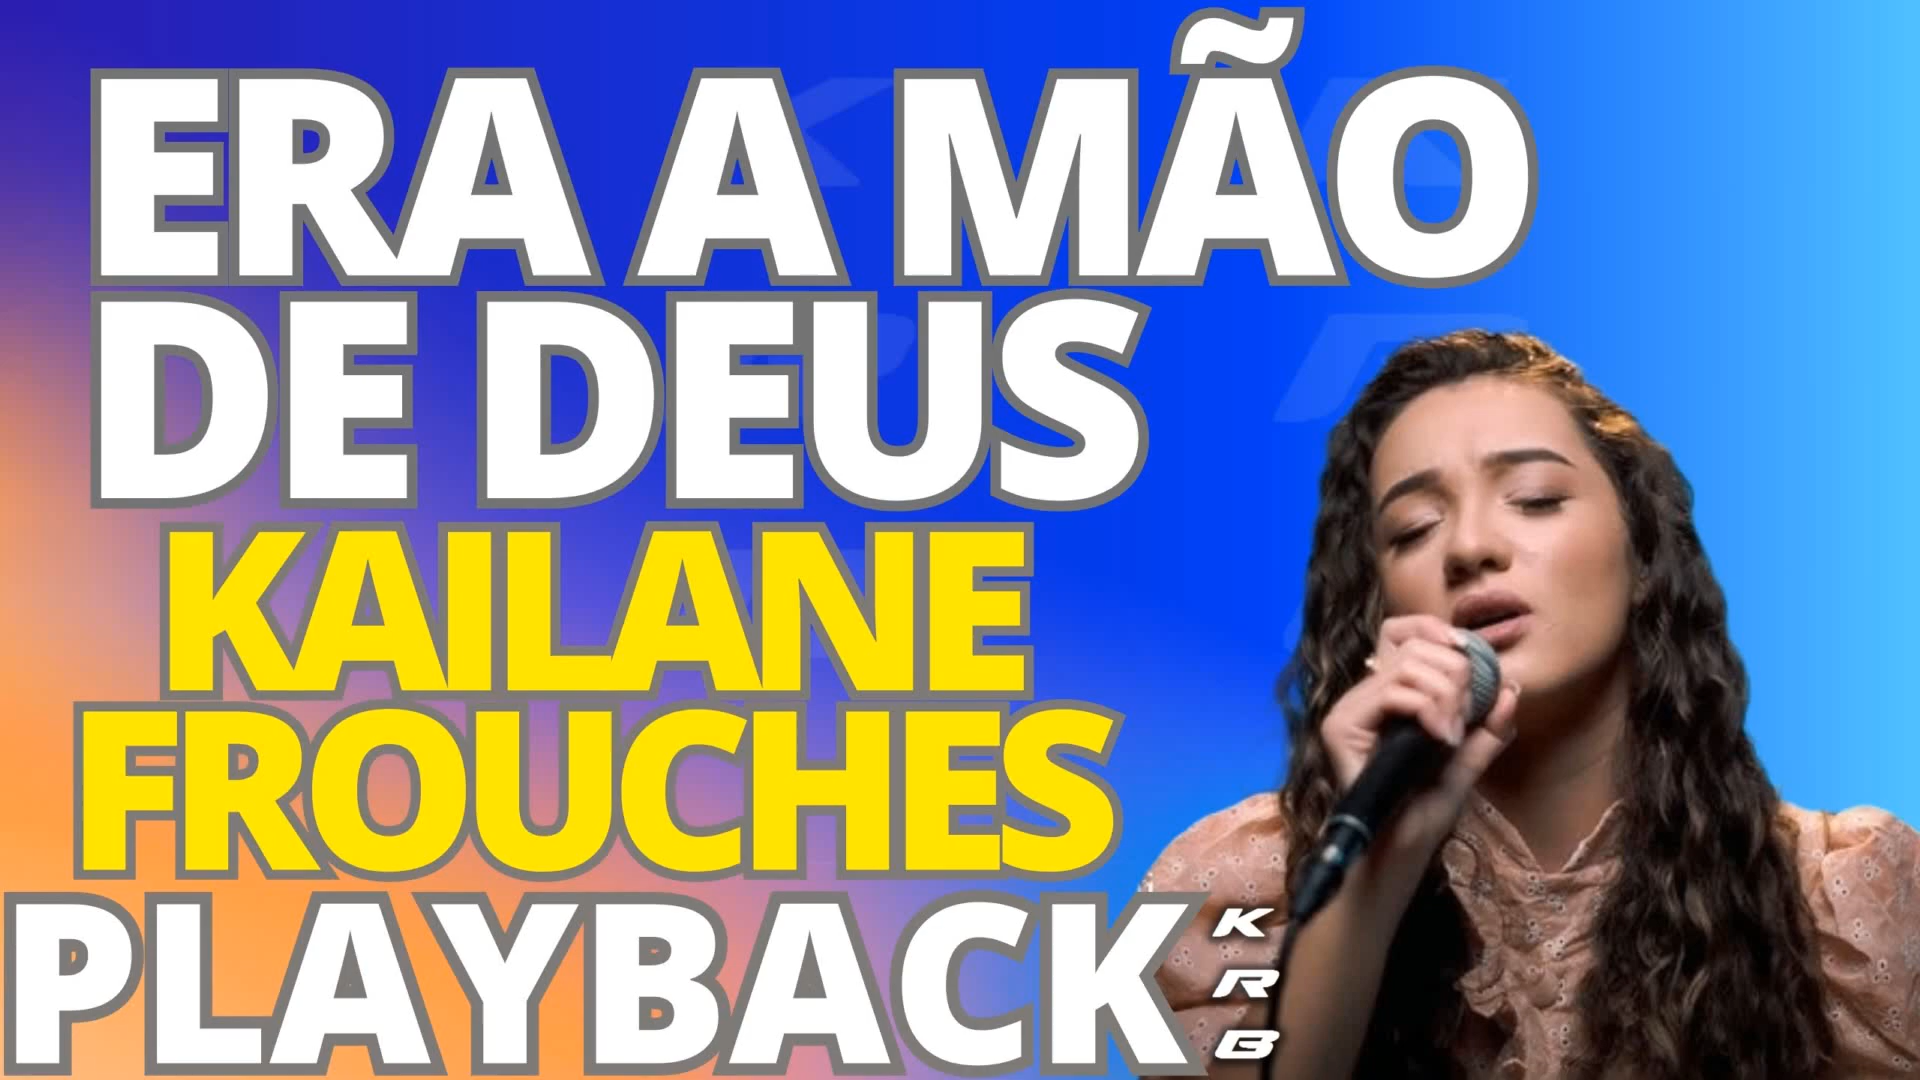 ERA A MÃO
DE DEUS
KAILANE
FROUCHES
PLAYBACK
K
R
B